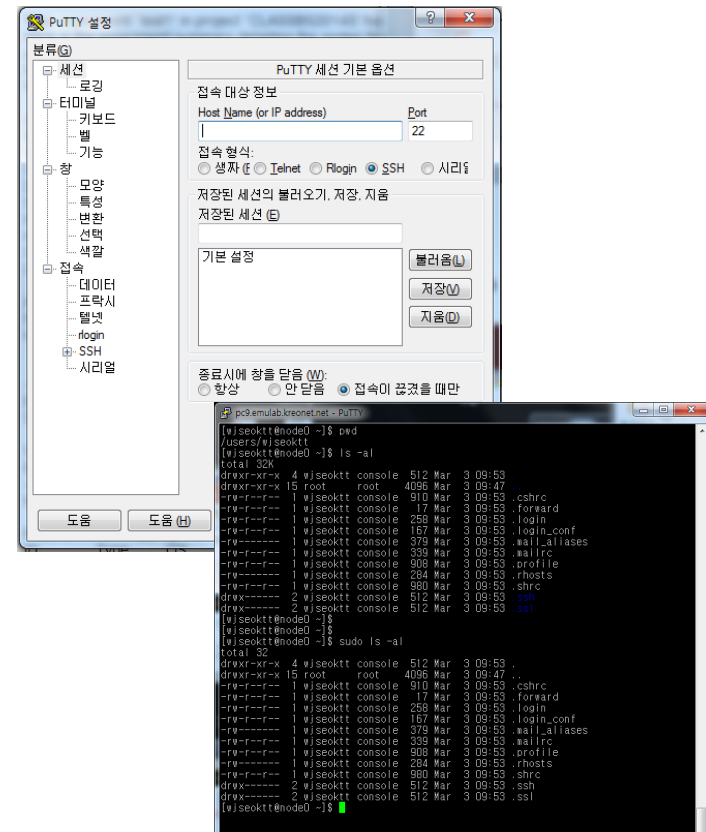 PuTTY 설정
분류(G)
세션
로깅
터미널
키보드
벨
기능
창
모양
특성
변환
선택
색깔
접속
데이터
프락시
텔넷
rlogin
SSH
시리얼
PuTTY 세션 기본 옵션
접속 대상 정보
Host Name (or IP address) Port
22
접속 형식:
생짜 Telnet Rlogin SSH
저장된 세션의 불러오기, 저장, 지움
저장된 세션 (E)
기본 설정
불러옴(L)
저장(V)
지움(D)
종료시에 창을 닫음 (W):
항상 안 닫음 접속이 끊겼을 때만
도움 도움 (H)
pc9.emulab.kreonet.net - PuTTY
[wjseoktt@node0 ~]$ pwd
/users/wjseoktt
[wjseoktt@node0 ~]$ ls -al
total 32K
drwxr-xr-x 4 wjseoktt console 512 Mar 3 09:53
drwxr-xr-x 15 root root 4096 Mar 3 09:47
-rw-r--r-- 1 wjseoktt console 910 Mar 3 09:53 .cshrc
-rw-r--r-- 1 wjseoktt console 17 Mar 3 09:53 .forward
-rw-r--r-- 1 wjseoktt console 258 Mar 3 09:53 .login
-rw-r--r-- 1 wjseoktt console 167 Mar 3 09:53 .login_conf
-rw------- 1 wjseoktt console 379 Mar 3 09:53 .mail_aliases
-rw-r--r-- 1 wjseoktt console 339 Mar 3 09:53 .mailrc
-rw-r--r-- 1 wjseoktt console 908 Mar 3 09:53 .profile
-rw------- 1 wjseoktt console 284 Mar 3 09:53 .rhosts
-rw-r--r-- 1 wjseoktt console 980 Mar 3 09:53 .shrc
drwx------ 2 wjseoktt console 512 Mar 3 09:53 .ssh
drwx------ 2 wjseoktt console 512 Mar 3 09:53 .ssl
[wjseoktt@node0 ~]$
[wjseoktt@node0 ~]$
[wjseoktt@node0 ~]$ sudo ls -al
total 32
drwxr-xr-x 4 wjseoktt console 512 Mar 3 09:53 .
drwxr-xr-x 15 root root 4096 Mar 3 09:47 ..
-rw-r--r-- 1 wjseoktt console 910 Mar 3 09:53 .cshrc
-rw-r--r-- 1 wjseoktt console 17 Mar 3 09:53 .forward
-rw-r--r-- 1 wjseoktt console 258 Mar 3 09:53 .login
-rw-r--r-- 1 wjseoktt console 167 Mar 3 09:53 .login_conf
-rw------- 1 wjseoktt console 379 Mar 3 09:53 .mail_aliases
-rw-r--r-- 1 wjseoktt console 339 Mar 3 09:53 .mailrc
-rw-r--r-- 1 wjseoktt console 908 Mar 3 09:53 .profile
-rw------- 1 wjseoktt console 284 Mar 3 09:53 .rhosts
-rw-r--r-- 1 wjseoktt console 980 Mar 3 09:53 .shrc
drwx------ 2 wjseoktt console 512 Mar 3 09:53 .ssh
drwx------ 2 wjseoktt console 512 Mar 3 09:53 .ssl
[wjseoktt@node0 ~]$